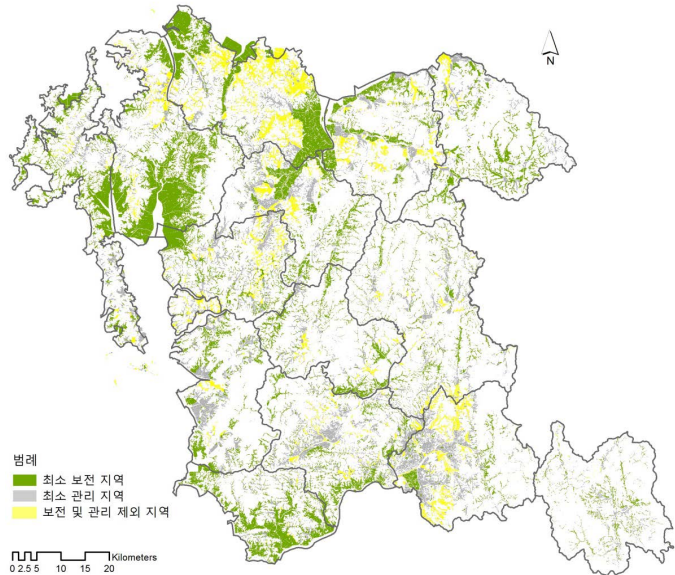 N
범례
최소 보전 지역
최소 관리 지역
보전 및 관리 제외 지역
Kilometers
0 2.5 5 10 15 20